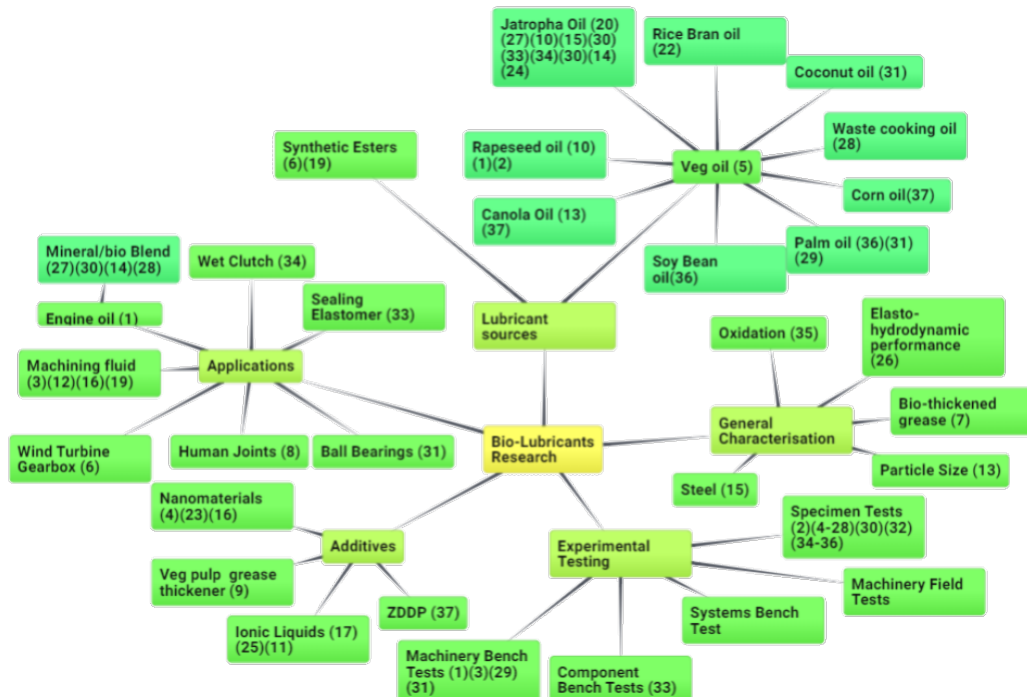 Jatropha Oil (20)
(27)(10)(15)(30)
(33)(34)(30)(14)
(24)
Rice Bran oil
(22)
Coconut oil (31)
Synthetic Esters
(6)(19)
Rapeseed oil (10)
(1)(2)
Veg oil (5)
Waste cooking oil
(28)
Corn oil(37)
Canola Oil (13)
(37)
Soy Bean
oil(36)
Palm oil (36)(31)
(29)
Mineral/bio Blend
(27)(30)(14)(28)
Wet Clutch (34)
Sealing
Elastomer (33)
Engine oil (1)
Lubricant
sources
Oxidation (35)
Elasto-
hydrodynamic
performance
(26)
Machining fluid
(3)(12)(16)(19)
Applications
Bio-thickened
grease (7)
General
Characterisation
Wind Turbine
Gearbox (6)
Human Joints (8)
Ball Bearings (31)
Bio-Lubricants
Research
Particle Size (13)
Steel (15)
Nanomaterials
(4)(23)(16)
Additives
Experimental
Testing
Specimen Tests
(2)(4-28)(30)(32)
(34-36)
Veg pulp grease
thickener (9)
Machinery Field
Tests
ZDDP (37)
Systems Bench
Test
Ionic Liquids (17)
(25)(11)
Machinery Bench
Tests (1)(3)(29)
(31)
Component
Bench Tests (33)